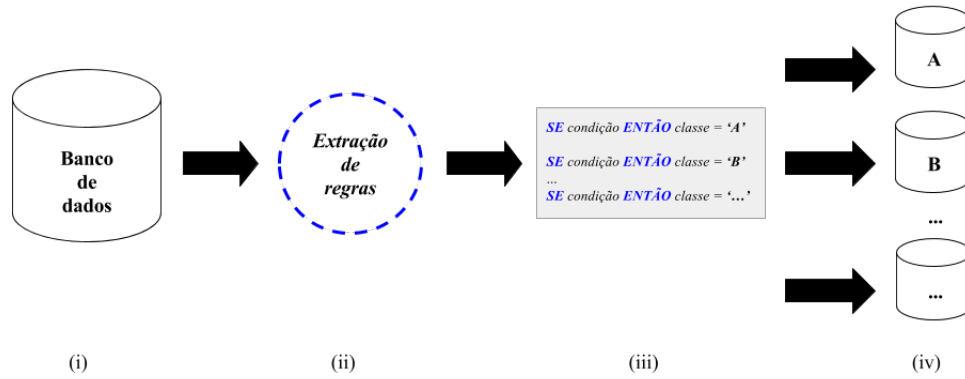 Banco
de
dados
Extração
de
regras
SE condição ENTÃO classe = ‘A’
SE condição ENTÃO classe = ‘B’
...
SE condição ENTÃO classe = ‘...’
A
B
...
...
(i)
(ii)
(iii)
(iv)